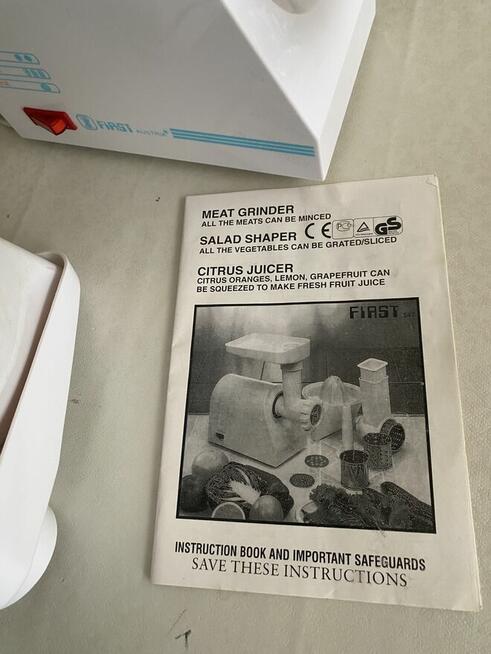 FIRST AUSTRIA
MEAT GRINDER
ALL THE MEATS CAN BE MINCED
SALAD SHAPER CE GS
ALL THE VEGETABLES CAN BE GRATED/SLICED
CITRUS JUICER
CITRUS ORANGES, LEMON, GRAPEFRUIT CAN
BE SQUEEZED TO MAKE FRESH FRUIT JUICE
FIRST
INSTRUCTION BOOK AND IMPORTANT SAFEGUARDS
SAVE THESE INSTRUCTIONS